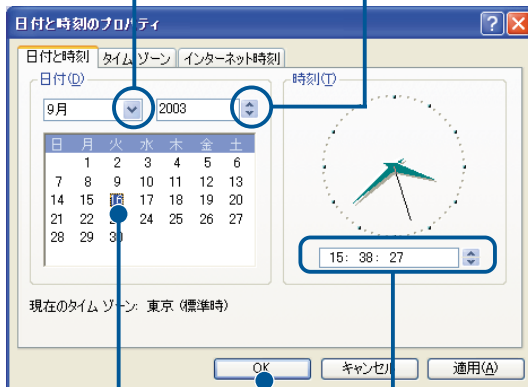 日付と時刻のプロパティ
日付と時刻 タイム ゾーン インターネット時刻
日付(D)
9月 2003
日 月 火 水 木 金 土
1 2 3 4 5 6
7 8 9 10 11 12 13
14 15 16 17 18 19 20
21 22 24 25 26 27
28 29 30
時刻(T)
15: 38: 27
現在のタイム ゾーン: 東京 (標準時)
OK キャンセル 適用(A)